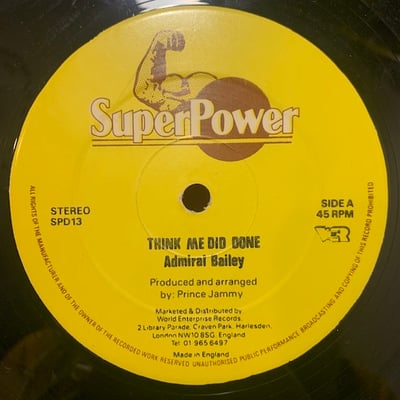 SuperPower
STEREO
SPD13
SIDE A
45 RPM
WER
THINK ME DID DONE
Admiral Bailey
Produced and arranged
by: Prince Jammy
Marketed & Distributed by
World Enterprise Records.
2 Library Parade, Craven Park, Harlesden,
London NW10 8SG, England
Tel. 01 965 6497
Made in England
ALL RIGHTS OF THE MANUFACTURER AND OF THE OWNER OF THE RECORDED WORK RESERVED UNAUTHORISED PUBLIC PERFORMANCE BROADCASTING AND COPYING OF THIS RECORD PROHIBITED